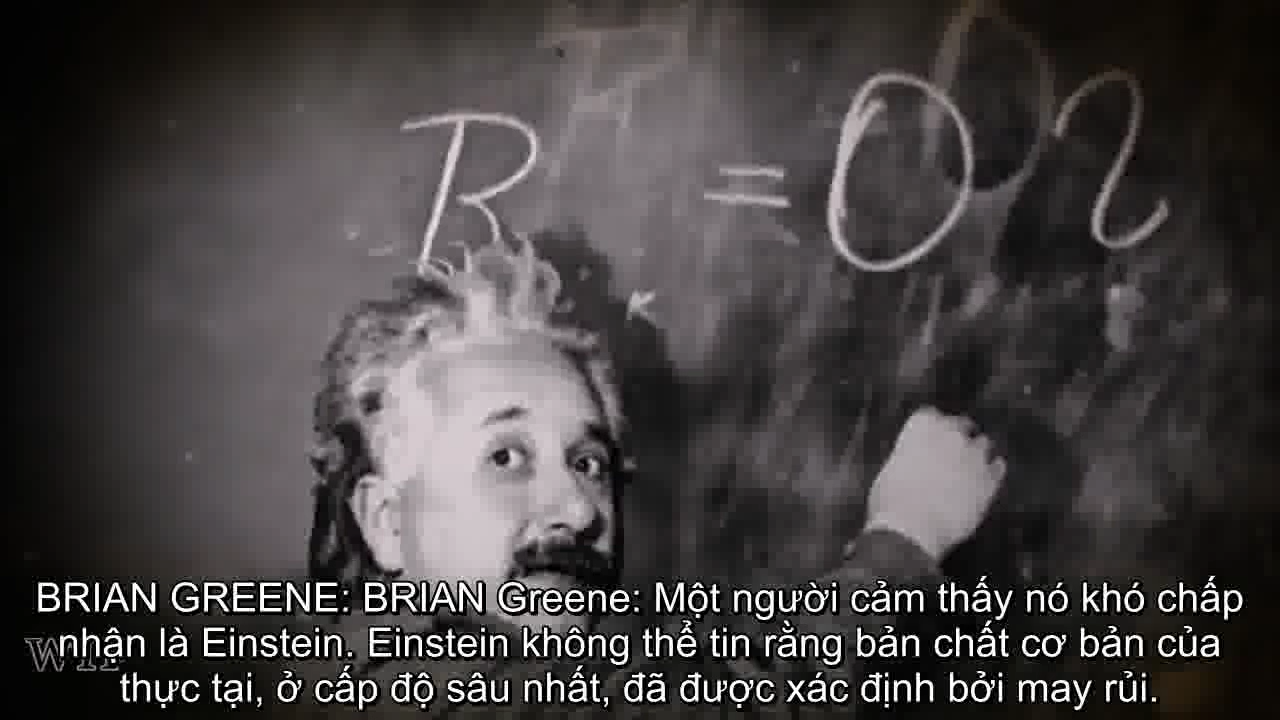 R = 0
BRIAN GREENE: BRIAN Greene: Một người cảm thấy nó khó chấp
nhận là Einstein. Einstein không thể tin rằng bản chất cơ bản của
thực tại, ở cấp độ sâu nhất, đã được xác định bởi may rủi.